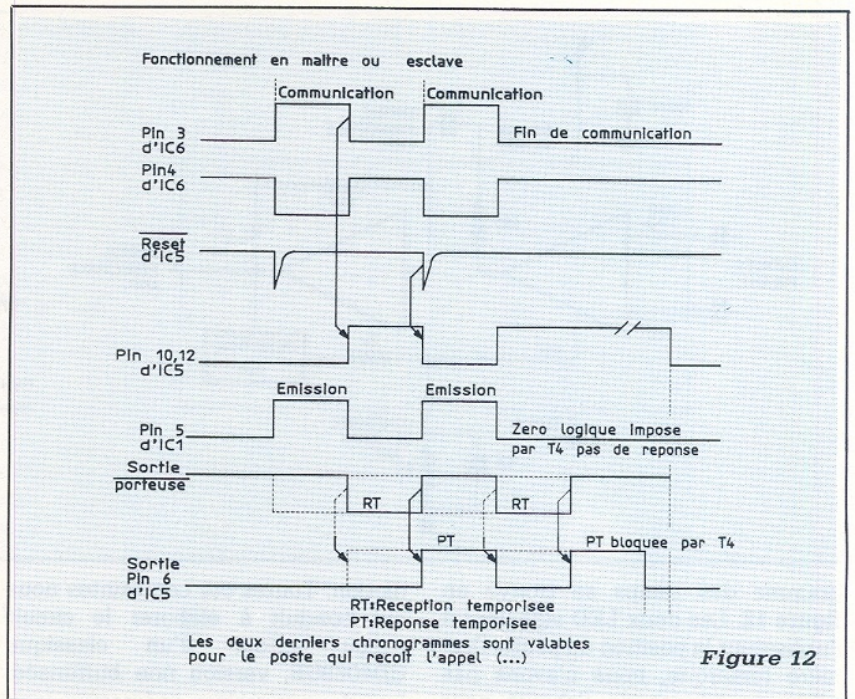 Fonctionnement en maitre ou esclave
Communication Communication
Pin 3
d'IC6
Fin de communication
Pin4
d'IC6
Reset
d'IC5
Pin 10,12
d'IC5
Emission Emission
Pin 5
d'IC1
Zero logique impose
par T4 pas de reponse
Sortie
porteuse
RT RT
PT PT bloquee par T4
Sortie
Pin 6
d'IC5
RT:Reception temporisee
PT:Reponse temporisee
Les deux derniers chronogrammes sont valables
pour le poste qui recoit l'appel (...)
Figure 12